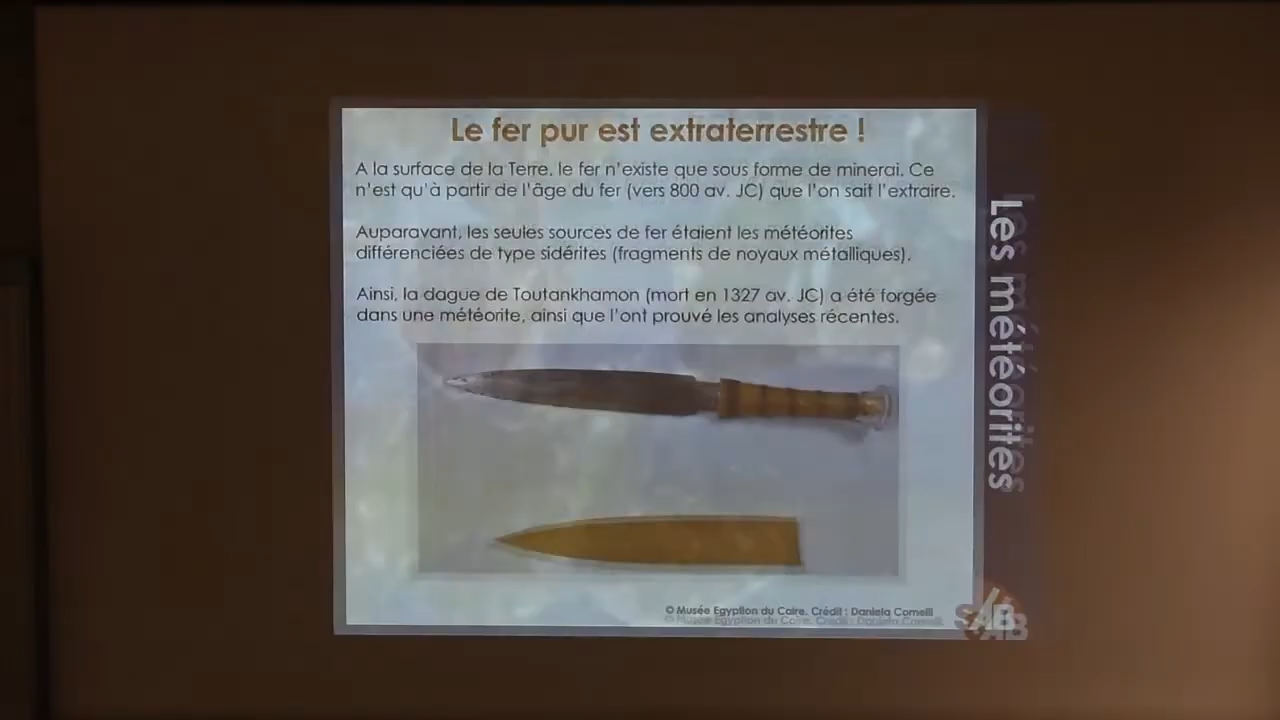 Le fer pur est extraterrestre !
A la surface de la Terre, le fer n'existe que sous forme de minerai. Ce
n'est qu'à partir de l'âge du fer (vers 800 av. JC) que l'on sait l'extraire.
Auparavant, les seules sources de fer étaient les météorites
différenciées de type sidérites (fragments de noyaux métalliques).
Ainsi, la dague de Toutankhamon (mort en 1327 av. JC) a été forgée
dans une météorite, ainsi que l'ont prouvé les analyses récentes.
© Musée Egyption du Caire. Crédit : Daniela Comelli
Les météorites
SAB